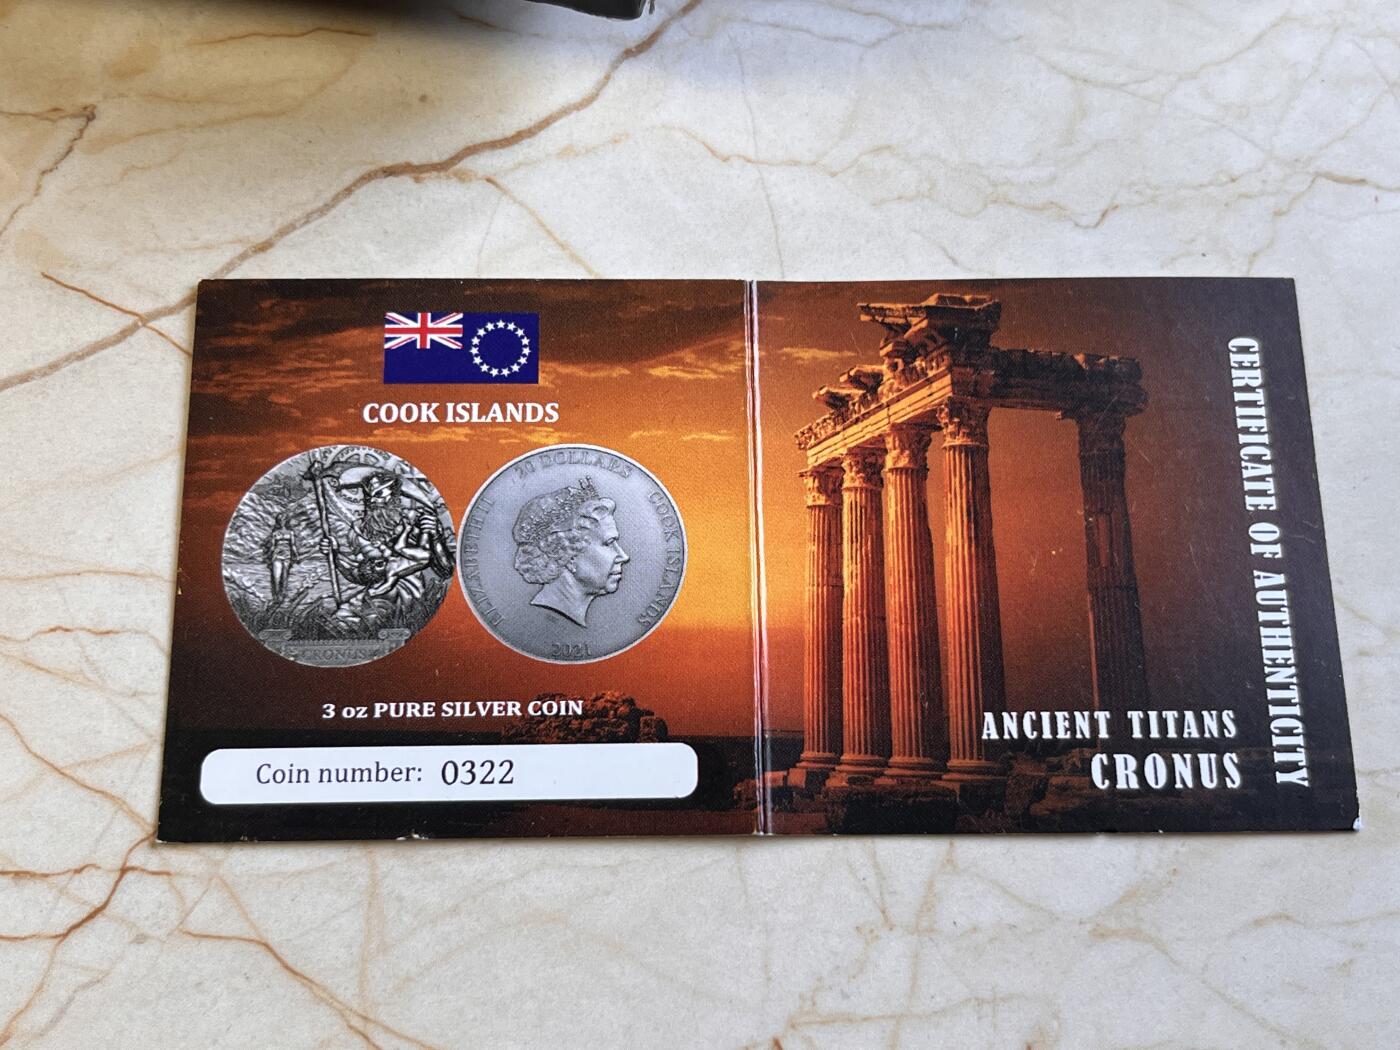 COOK ISLANDS
CRONUS
20 DOLLARS
ELIZABETH II
COOK ISLANDS
2021
3 oz PURE SILVER COIN
Coin number: 0322
CERTIFICATE OF AUTHENTICITY
ANCIENT TITANS
CRONUS